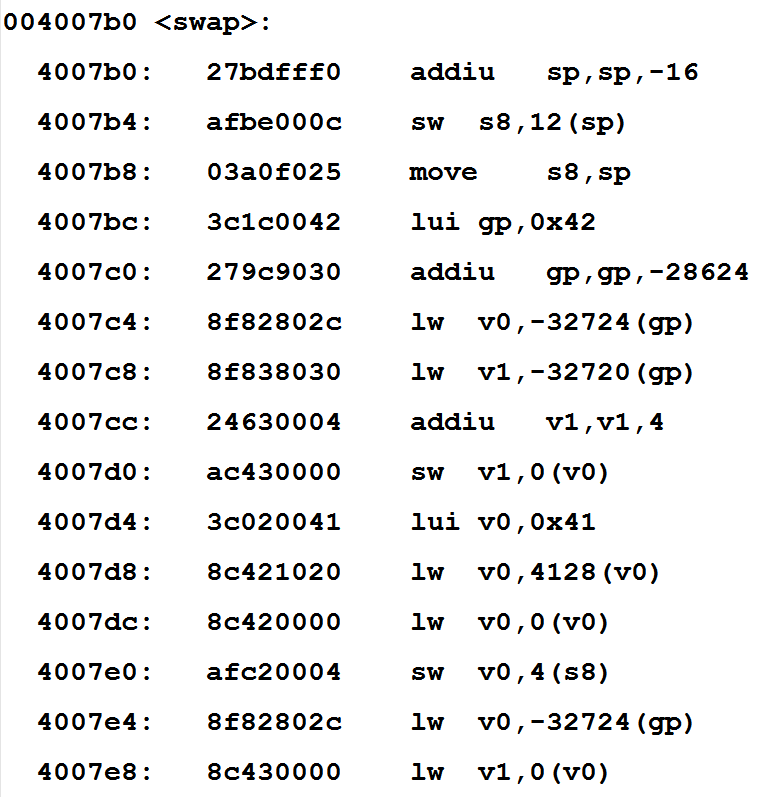 004007b0 <swap>:
4007b0: 27bdfff0 addiu sp,sp,-16
4007b4: afbe000c sw s8,12(sp)
4007b8: 03a0f025 move s8,sp
4007bc: 3c1c0042 lui gp,0x42
4007c0: 279c9030 addiu gp,gp,-28624
4007c4: 8f82802c lw v0,-32724(gp)
4007c8: 8f838030 lw v1,-32720(gp)
4007cc: 24630004 addiu v1,v1,4
4007d0: ac430000 sw v1,0(v0)
4007d4: 3c020041 lui v0,0x41
4007d8: 8c421020 lw v0,4128(v0)
4007dc: 8c420000 lw v0,0(v0)
4007e0: afc20004 sw v0,4(s8)
4007e4: 8f82802c lw v0,-32724(gp)
4007e8: 8c430000 lw v1,0(v0)